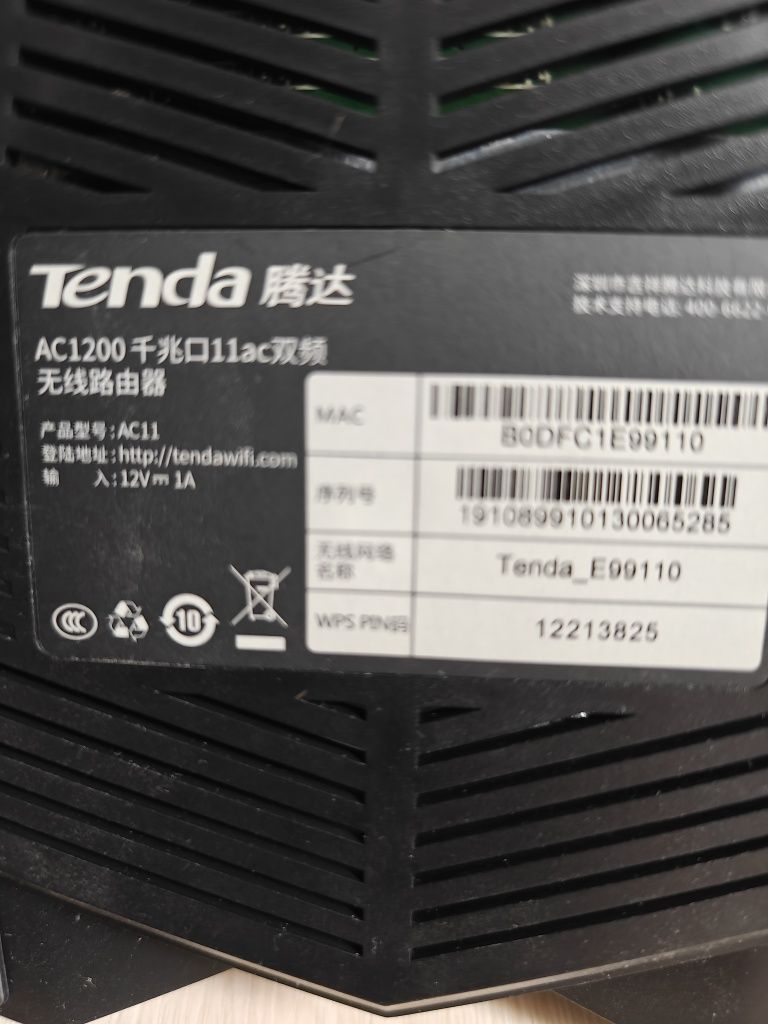 Tenda 腾达
深圳市吉祥腾达科技有限
技术支持电话: 400-6622-
AC1200 千兆口11ac双频
无线路由器
产品型号:AC11
登陆地址:http://tendawifi.com
输 入:12V⎓1A
MAC
B0DFC1E99110
序列号
191089910130065285
无线网络
名称
Tenda_E99110
WPS PIN码
12213825
CCC
10